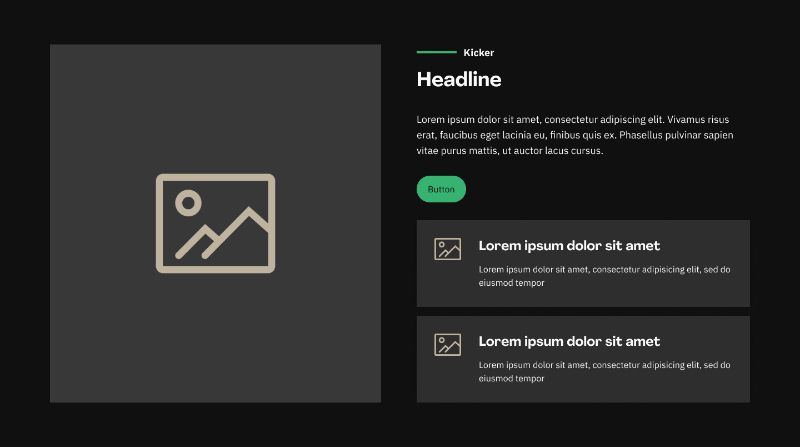 Kicker
Headline
Lorem ipsum dolor sit amet, consectetur adipiscing elit. Vivamus risus
erat, faucibus eget lacinia eu, finibus quis ex. Phasellus pulvinar sapien
vitae purus mattis, ut auctor lacus cursus.
Button
Lorem ipsum dolor sit amet
Lorem ipsum dolor sit amet, consectetur adipisicing elit, sed do
eiusmod tempor
Lorem ipsum dolor sit amet
Lorem ipsum dolor sit amet, consectetur adipisicing elit, sed do
eiusmod tempor